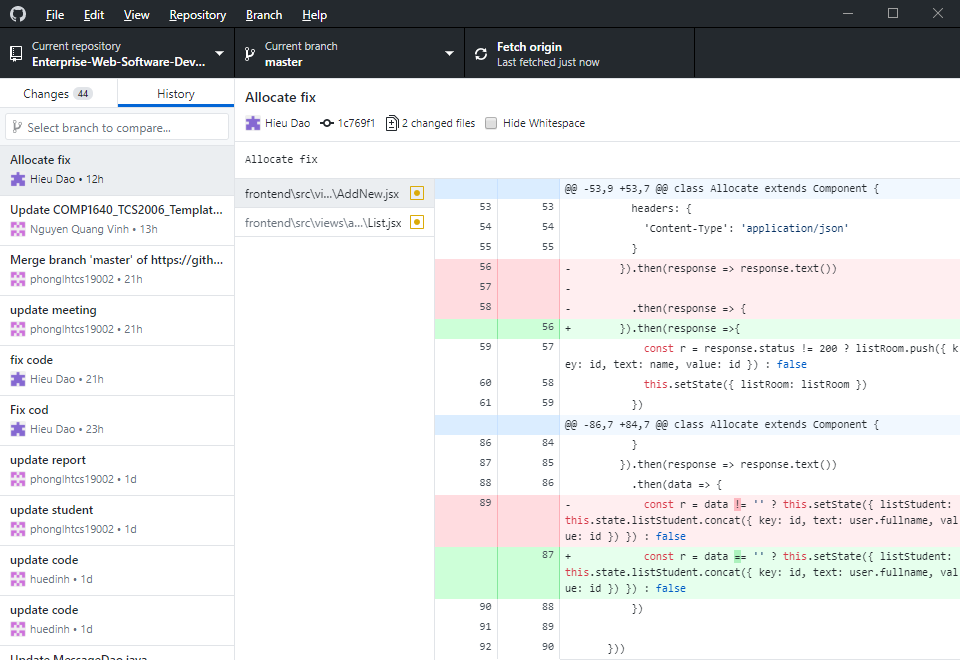 File Edit View Repository Branch Help
Current repository
Enterprise-Web-Software-Dev...
Current branch
master
Fetch origin
Last fetched just now
Changes 44
History
Select branch to compare...
Allocate fix
Hieu Dao • 12h
Update COMP1640_TCS2006_Templat...
Nguyen Quang Vinh • 13h
Merge branch 'master' of https://gith...
phonglhtcs19002 • 21h
update meeting
phonglhtcs19002 • 21h
fix code
Hieu Dao • 21h
Fix cod
Hieu Dao • 23h
update report
phonglhtcs19002 • 1d
update student
phonglhtcs19002 • 1d
update code
huedinh • 1d
update code
huedinh • 1d
Update MessageDao.java
Allocate fix
Hieu Dao 1c769f1 2 changed files Hide Whitespace
Allocate fix
frontend\src\vi...\AddNew.jsx
frontend\src\views\a...\List.jsx
@@ -53,9 +53,7 @@ class Allocate extends Component {
53 53 headers: {
54 54 'Content-Type': 'application/json'
55 55 }
56 - }).then(response => response.text())
57 -
58 - .then(response => {
56 + }).then(response =>{
59 57 const r = response.status != 200 ? listRoom.push({ k
ey: id, text: name, value: id }) : false
60 58 this.setState({ listRoom: listRoom })
61 59 })
@@ -86,7 +84,7 @@ class Allocate extends Component {
86 84 }
87 85 }).then(response => response.text())
88 86 .then(data => {
89 - const r = data != '' ? this.setState({ listStudent:
this.state.listStudent.concat({ key: id, text: user.fullname, val
ue: id }) }) : false
87 + const r = data == '' ? this.setState({ listStudent:
this.state.listStudent.concat({ key: id, text: user.fullname, val
ue: id }) }) : false
90 88 })
91 89
92 90 }))